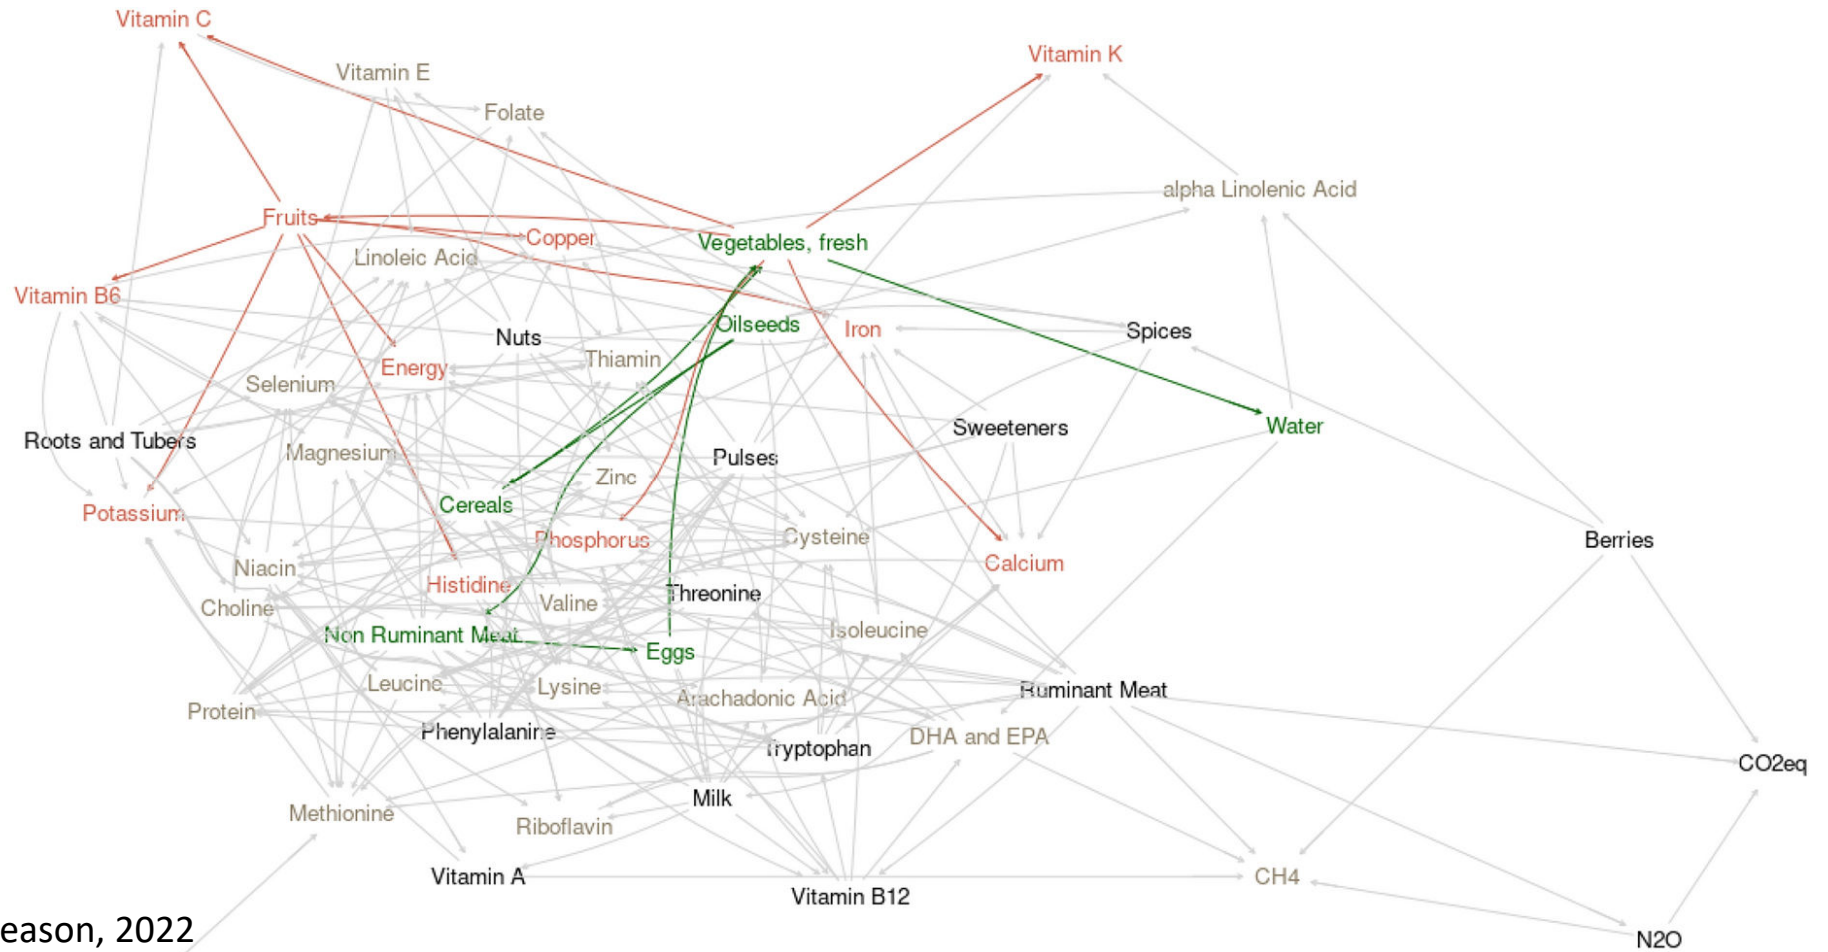 Vitamin C
Vitamin K
Vitamin E
Folate
alpha Linolenic Acid
Fruits
Copper
Vegetables, fresh
Linoleic Acid
Vitamin B6
Oilseeds
Iron
Spices
Nuts
Thiamin
Energy
Selenium
Sweeteners
Water
Roots and Tubers
Magnesium
Pulses
Zinc
Cereals
Potassium
Phosphorus
Cysteine
Berries
Calcium
Niacin
Histidine
Threonine
Choline
Valine
Isoleucine
Non Ruminant Meat
Eggs
Leucine
Lysine
Arachadonic Acid
Ruminant Meat
Protein
Phenylalanine
DHA and EPA
Tryptophan
CO2eq
Milk
Methionine
Riboflavin
Vitamin A
CH4
Vitamin B12
eason, 2022
N2O